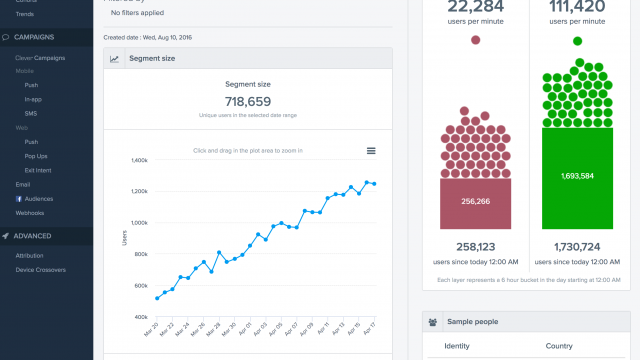 Trends
CAMPAIGNS
Clever Campaigns
Mobile
Push
In-app
SMS
Web
Push
Pop Ups
Exit Intent
Email
Audiences
Webhooks
ADVANCED
Attribution
Device Crossovers
No filters applied
Created date : Wed, Aug 10, 2016
Segment size
Segment size
718,659
Unique users in the selected date range
Click and drag in the plot area to zoom in
1,400k
1,200k
1,000k
800k
600k
400k
Users
Mar 20
Mar 22
Mar 24
Mar 26
Mar 28
Mar 30
Apr 01
Apr 03
Apr 05
Apr 07
Apr 09
Apr 11
Apr 13
Apr 15
Apr 17
22,284
users per minute
256,266
258,123
users since today 12:00 AM
111,420
users per minute
1,693,584
1,730,724
users since today 12:00 AM
Each layer represents a 6 hour bucket in the day starting at 12:00 AM
Sample people
Identity
Country